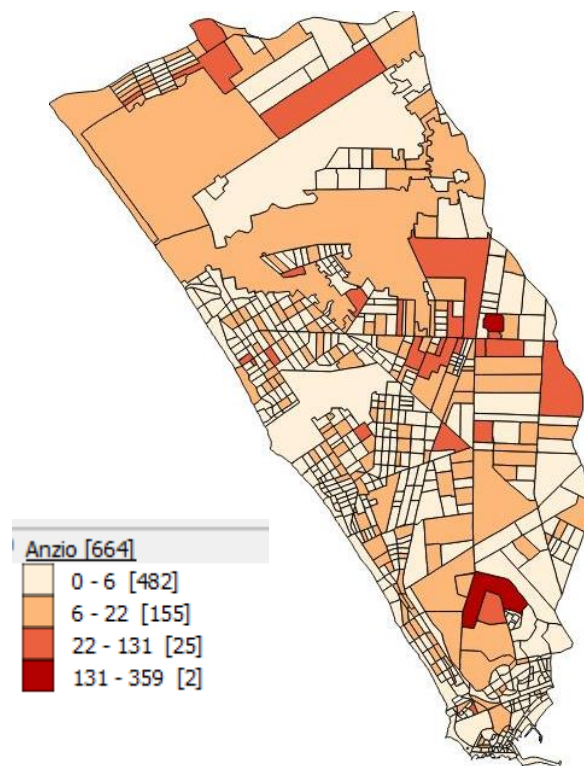 Anzio [664]
0 - 6 [482]
6 - 22 [155]
22 - 131 [25]
131 - 359 [2]